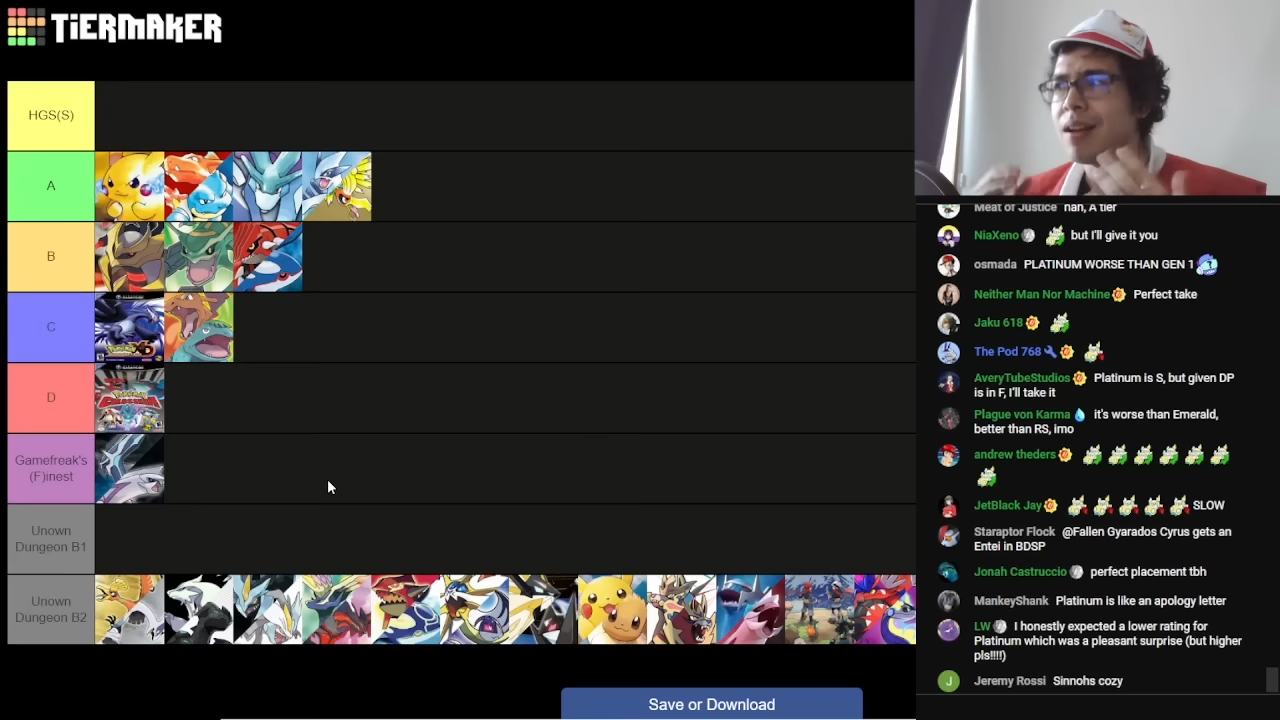 TIERMAKER
HGS(S)
A
B
C
D
Gamefreak's
(F)inest
Unown
Dungeon B1
Unown
Dungeon B2
Save or Download
Meat of Justice nah, A tier
NiaXeno but I'll give it you
osmada PLATINUM WORSE THAN GEN 1
Neither Man Nor Machine Perfect take
Jaku 618
The Pod 768
AveryTubeStudios Platinum is S, but given DP
is in F, I'll take it
Plague von Karma it's worse than Emerald,
better than RS, imo
andrew theders
JetBlack Jay SLOW
Staraptor Flock @Fallen Gyarados Cyrus gets an
Entei in BDSP
Jonah Castruccio perfect placement tbh
MankeyShank Platinum is like an apology letter
LW I honestly expected a lower rating for
Platinum which was a pleasant surprise (but higher
pls!!!!)
J Jeremy Rossi Sinnohs cozy